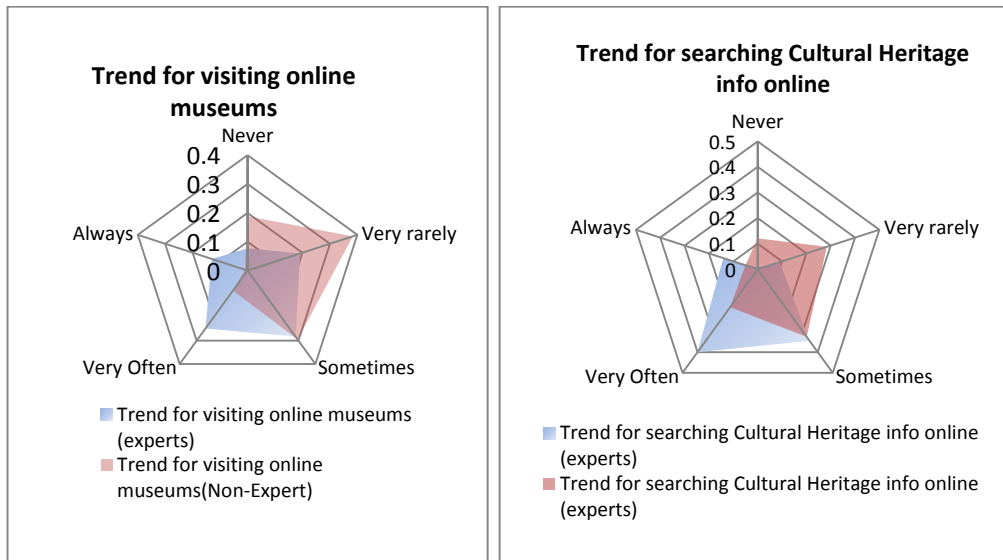 Trend for visiting online
museums
Never
0.4
0.3
0.2
0.1
0
Always
Very rarely
Very Often
Sometimes
Trend for visiting online museums
(experts)
Trend for visiting online
museums(Non-Expert)
Trend for searching Cultural Heritage
info online
Never
0.5
0.4
0.3
0.2
0.1
0
Always
Very rarely
Very Often
Sometimes
Trend for searching Cultural Heritage info online
(experts)
Trend for searching Cultural Heritage info online
(experts)